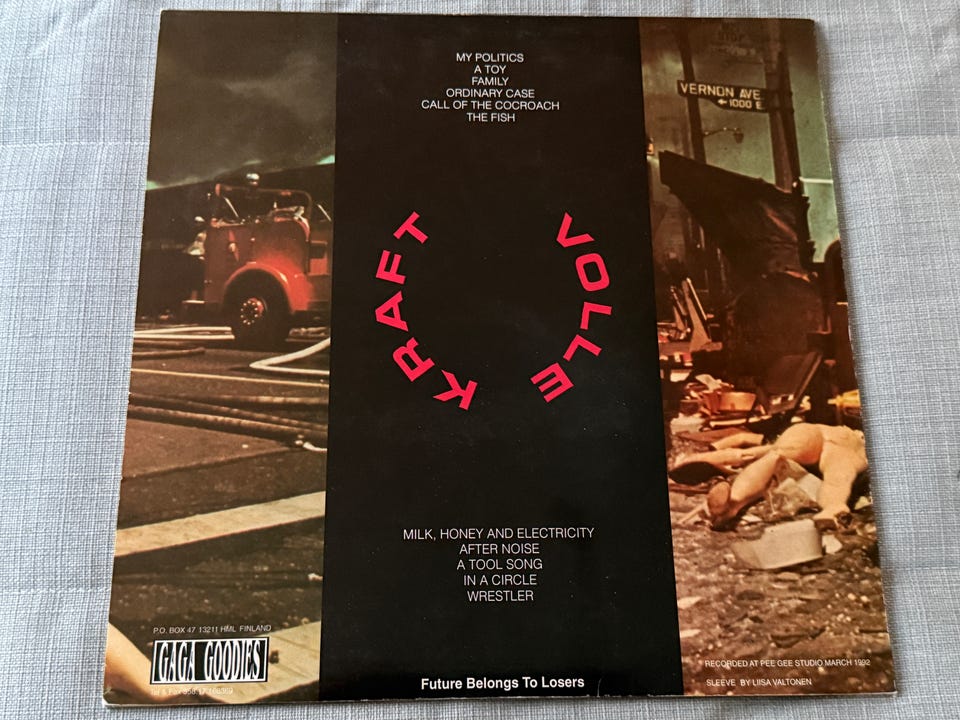 MY POLITICS
A TOY
FAMILY
ORDINARY CASE
CALL OF THE COCROACH
THE FISH
VERNON AVE
←1000 E
KRAFT
VOLLE
MILK, HONEY AND ELECTRICITY
AFTER NOISE
A TOOL SONG
IN A CIRCLE
WRESTLER
P.O. BOX 47 13211 HML FINLAND
GAGA GOODIES
Tel & Fax
Future Belongs To Losers
RECORDED AT PEE GEE STUDIO MARCH 1992
SLEEVE BY LIISA VALTONEN